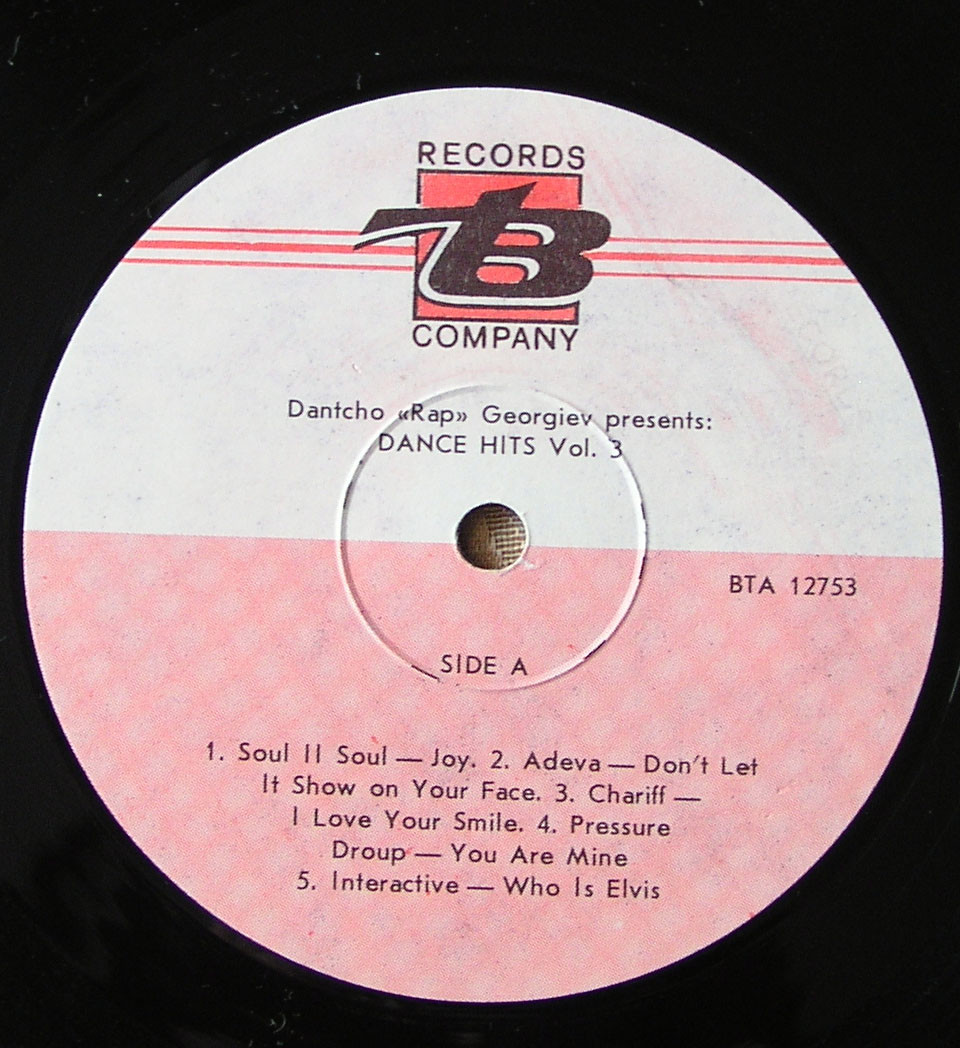 RECORDS
TB
COMPANY
Dantcho «Rap» Georgiev presents:
DANCE HITS Vol. 3
BTA 12753
SIDE A
1. Soul II Soul — Joy. 2. Adeva — Don't Let
It Show on Your Face. 3. Chariff —
I Love Your Smile. 4. Pressure
Droup — You Are Mine
5. Interactive — Who Is Elvis